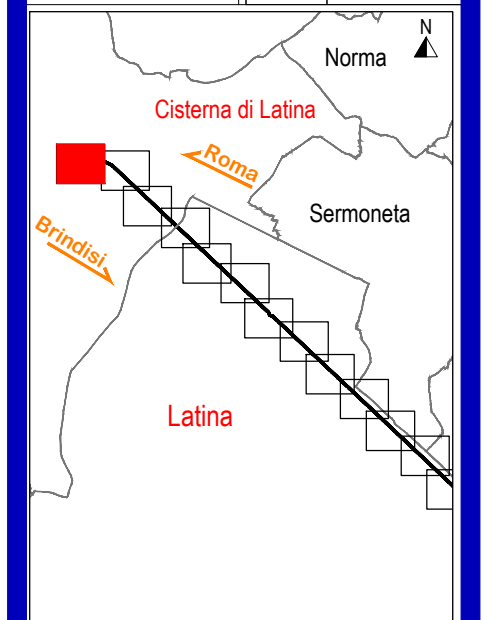 N
Norma
Cisterna di Latina
Roma
Sermoneta
Brindisi
Latina